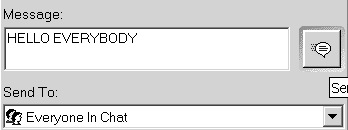 Message:
HELLO EVERYBODY
Send To:
Everyone In Chat